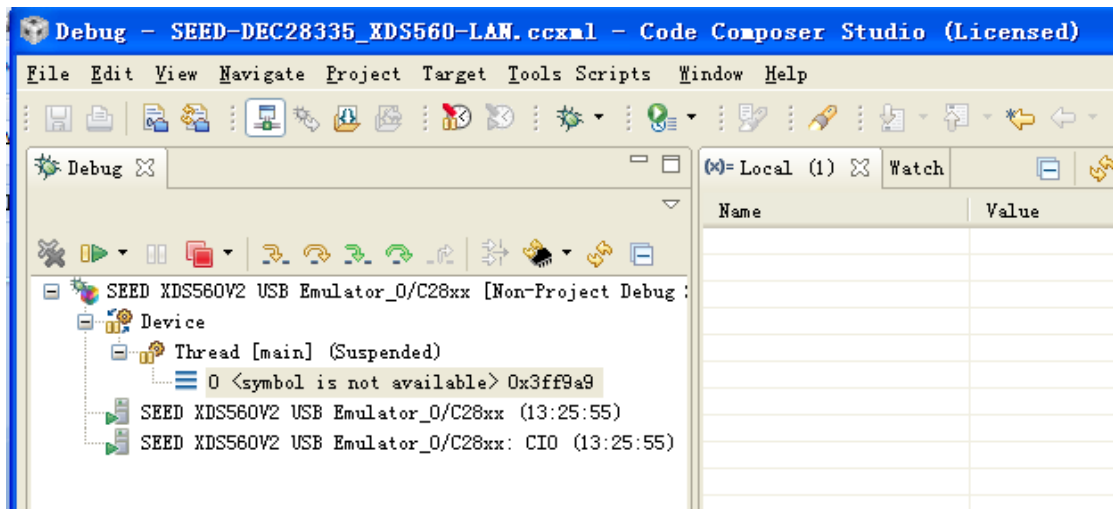 Debug - SEED-DEC28335_XDS560-LAN.ccxml - Code Composer Studio (Licensed)
File Edit View Navigate Project Target Tools Scripts Window Help
Debug
(x)= Local (1) Watch
Name Value
SEED XDS560V2 USB Emulator_0/C28xx [Non-Project Debug
Device
Thread [main] (Suspended)
0 <symbol is not available> 0x3ff9a9
SEED XDS560V2 USB Emulator_0/C28xx (13:25:55)
SEED XDS560V2 USB Emulator_0/C28xx: CIO (13:25:55)